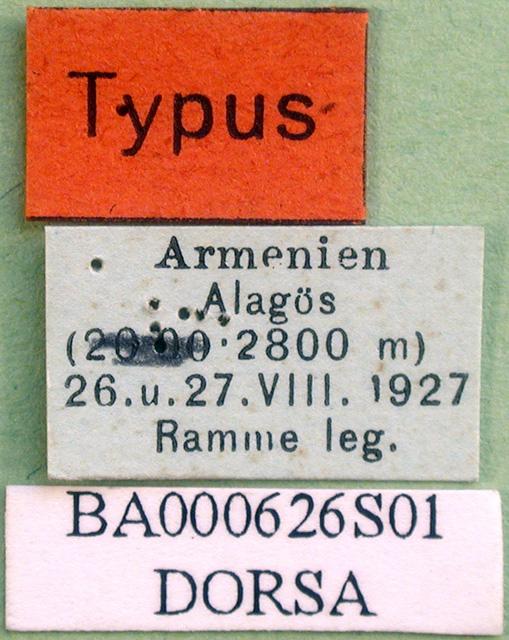 Typus
Armenien
Alagös
(2000-2800 m)
26.u.27.VIII. 1927
Ramme leg.
BA000626S01
DORSA